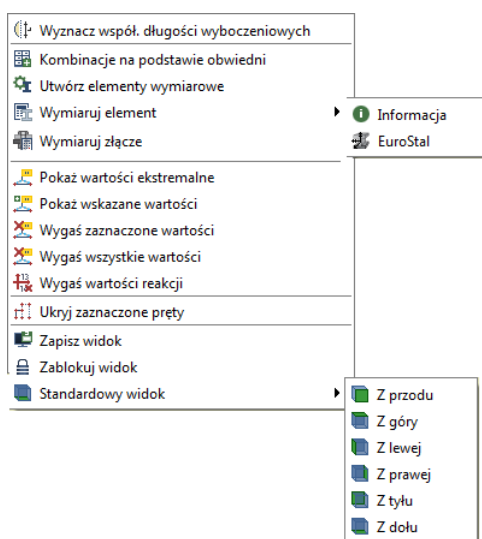 Wyznacz współ. długości wyboczeniowych
Kombinacje na podstawie obwiedni
Utwórz elementy wymiarowe
Wymiaruj element
Informacja
Wymiaruj złącze
EuroStal
Pokaż wartości ekstremalne
Pokaż wskazane wartości
Wygaś zaznaczone wartości
Wygaś wszystkie wartości
Wygaś wartości reakcji
Ukryj zaznaczone pręty
Zapisz widok
Zablokuj widok
Standardowy widok
Z przodu
Z góry
Z lewej
Z prawej
Z tyłu
Z dołu